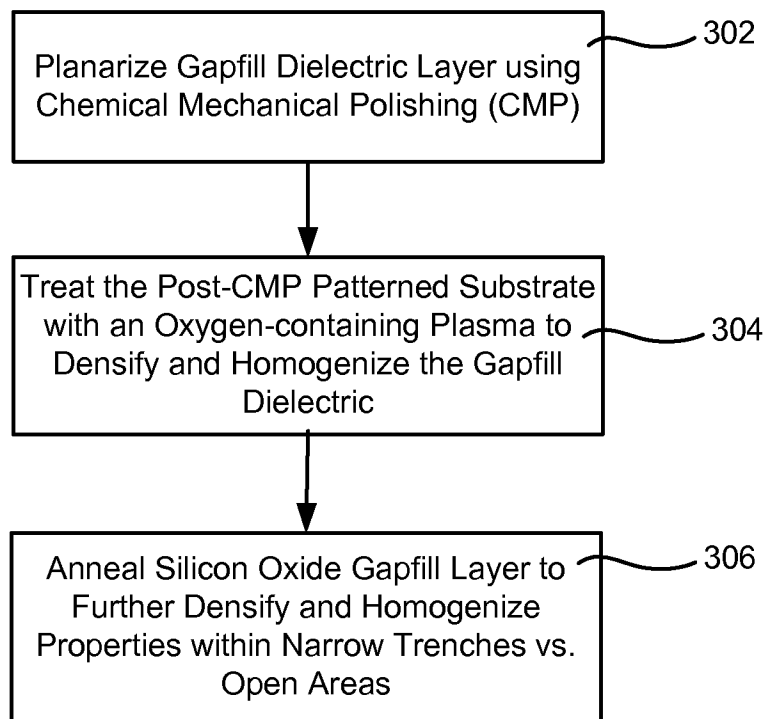 302
Planarize Gapfill Dielectric Layer using
Chemical Mechanical Polishing (CMP)
Treat the Post-CMP Patterned Substrate
with an Oxygen-containing Plasma to
Densify and Homogenize the Gapfill
Dielectric
304
Anneal Silicon Oxide Gapfill Layer to
Further Densify and Homogenize
Properties within Narrow Trenches vs.
Open Areas
306